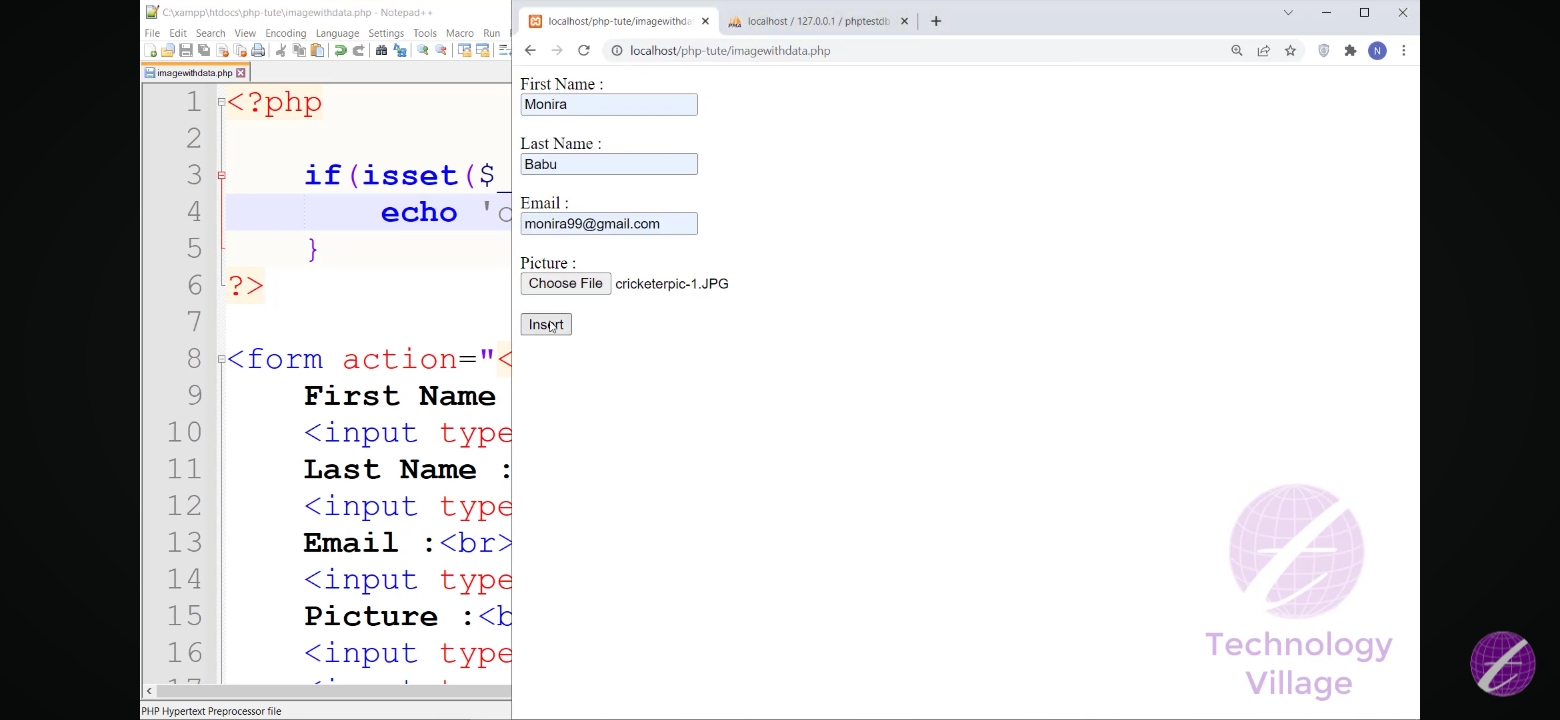 C:\xampp\htdocs\php-tute\imagewithdata.php - Notepad++
File Edit Search View Encoding Language Settings Tools Macro Run
imagewithdata.php
1 <?php
2
3 if(isset($_
4 echo 'c
5 }
6 ?>
7
8 <form action="<
9 First Name
10 <input type
11 Last Name :
12 <input type
13 Email :<br>
14 <input type
15 Picture :<b
16 <input type
PHP Hypertext Preprocessor file
localhost/php-tute/imagewithdat
localhost / 127.0.0.1 / phptestdb
localhost/php-tute/imagewithdata.php
N
First Name :
Monira
Last Name :
Babu
Email :
monira99@gmail.com
Picture :
Choose File cricketerpic-1.JPG
Insert
Technology
Village